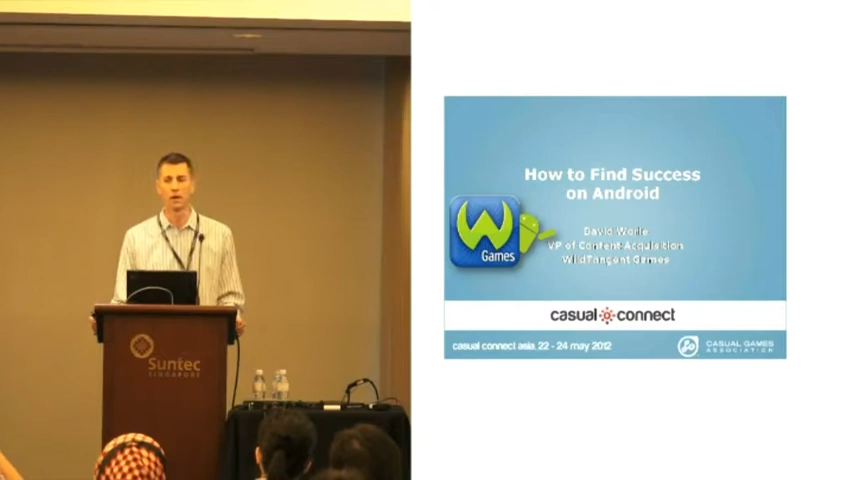 Suntec
SINGAPORE
How to Find Success
on Android
David
VP of Content Acquisition
WildTangent Games
W
Games
casual connect
casual connect asia, 22 - 24 may 2012
CASUAL GAMES
ASSOCIATION